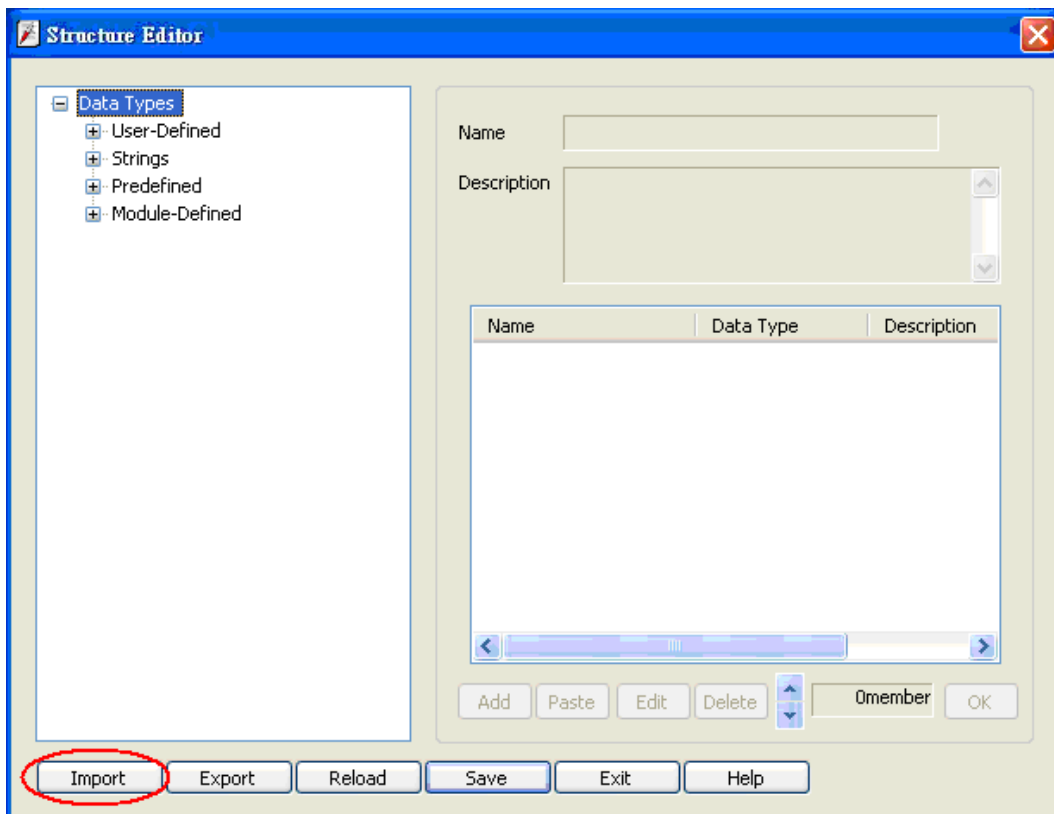 Structure Editor
Data Types
User-Defined
Strings
Predefined
Module-Defined
Name
Description
Name Data Type Description
Add Paste Edit Delete 0member OK
Import Export Reload Save Exit Help